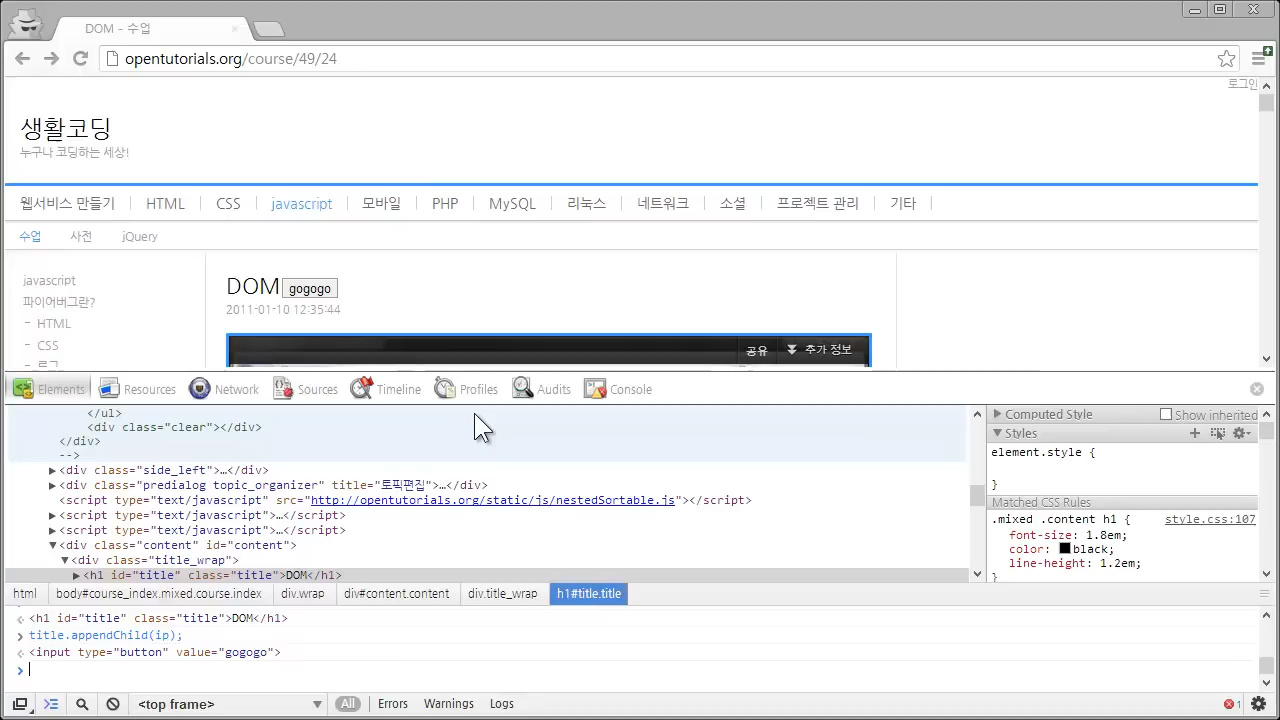 DOM - 수업
opentutorials.org/course/49/24
로그인
생활코딩
누구나 코딩하는 세상!
웹서비스 만들기 HTML CSS javascript 모바일 PHP MySQL 리눅스 네트워크 소셜 프로젝트 관리 기타
수업 사전 jQuery
javascript
파이어버그란?
- HTML
- CSS
- 로그
DOM gogogo
2011-01-10 12:35:44
공유 추가 정보
Elements Resources Network Sources Timeline Profiles Audits Console
</ul>
<div class="clear"></div>
</div>
-->
▶<div class="side_left">…</div>
▶<div class="predialog topic_organizer" title="토픽편집">…</div>
<script type="text/javascript" src="http://opentutorials.org/static/js/nestedSortable.js"></script>
▶<script type="text/javascript">…</script>
▶<script type="text/javascript">…</script>
▼<div class="content" id="content">
▼<div class="title_wrap">
▶<h1 id="title" class="title">DOM</h1>
▶ Computed Style Show inherited
▼ Styles
element.style {
}
Matched CSS Rules
.mixed .content h1 { style.css:107
font-size: 1.8em;
color: black;
line-height: 1.2em;
}
html body#course_index.mixed.course.index div.wrap div#content.content div.title_wrap h1#title.title
<h1 id="title" class="title">DOM</h1>
> title.appendChild(ip);
<input type="button" value="gogogo">
>
<top frame> ▼ All Errors Warnings Logs 1